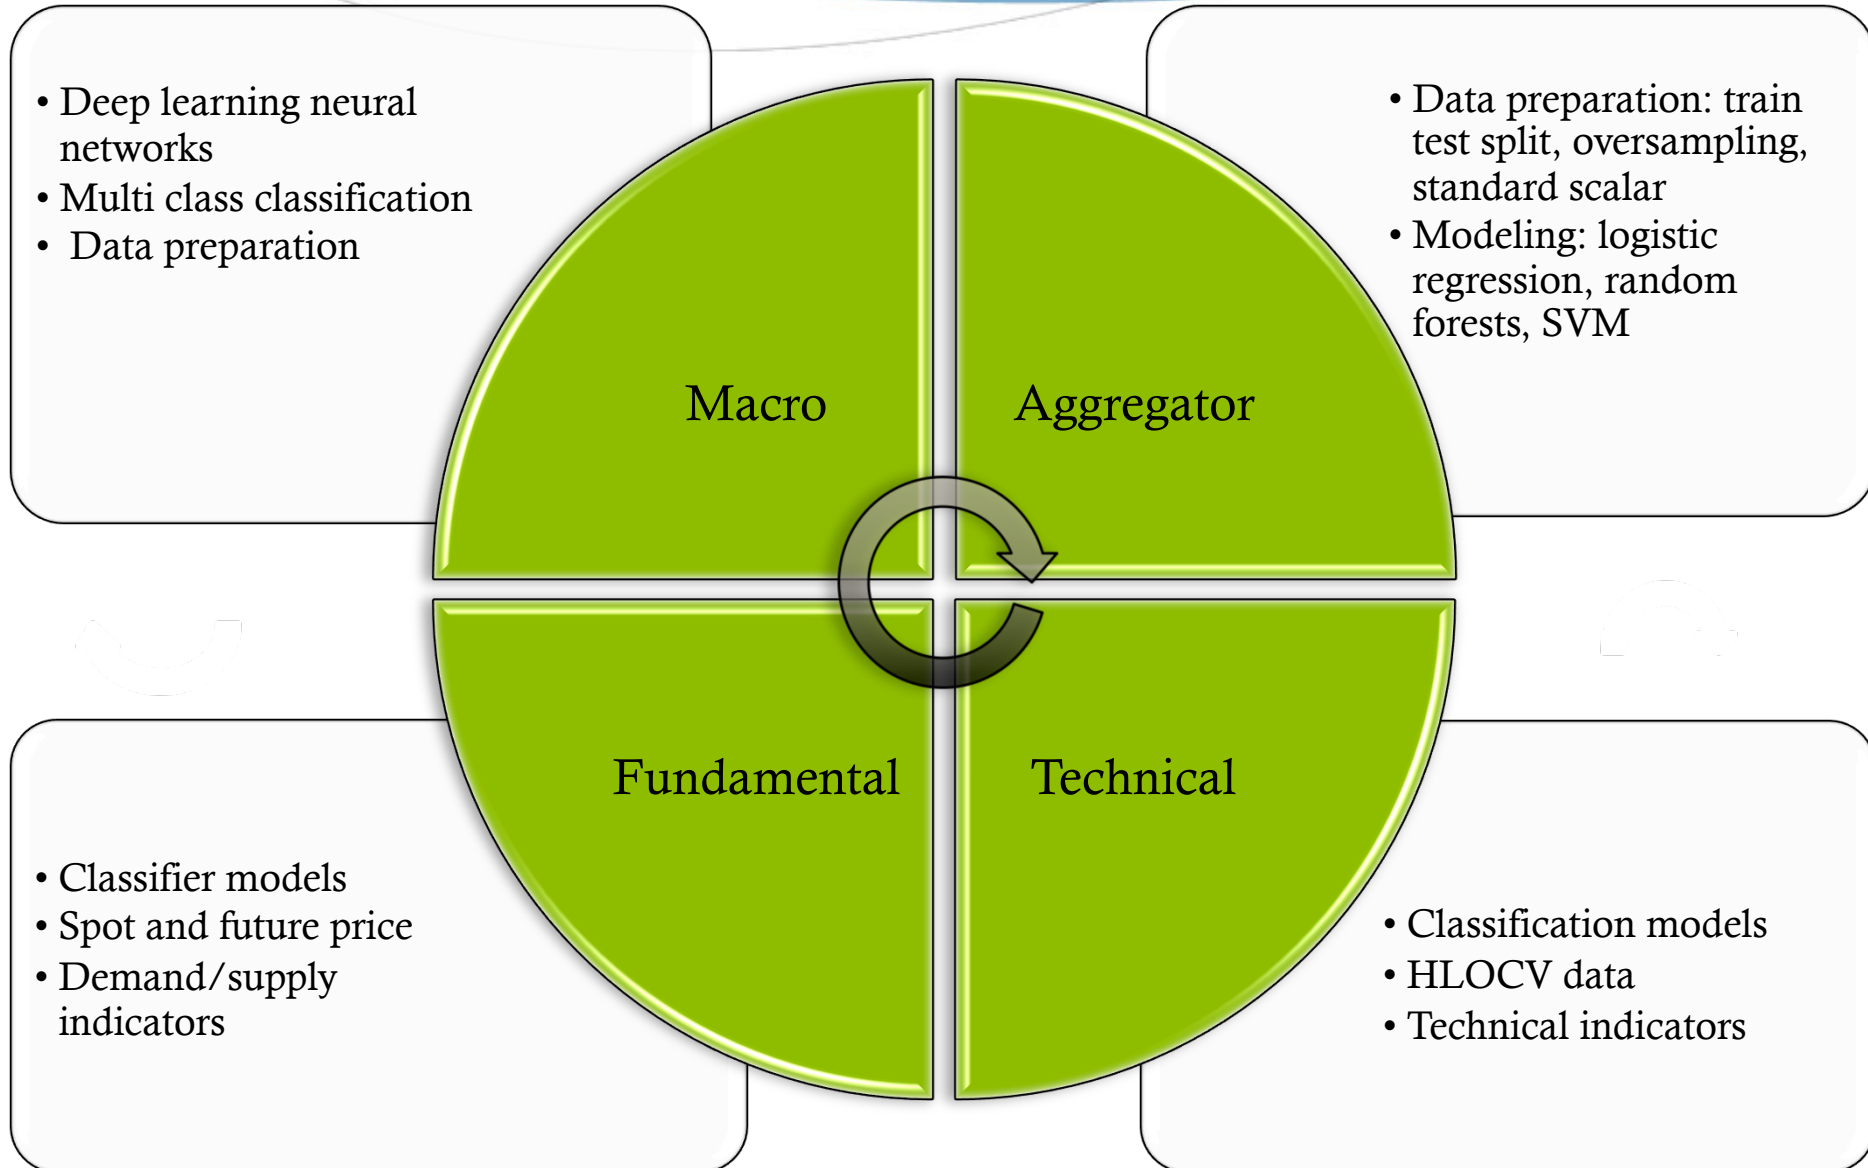 • Deep learning neural
networks
• Multi class classification
• Data preparation
Macro
• Data preparation: train
test split, oversampling,
standard scalar
• Modeling: logistic
regression, random
forests, SVM
Aggregator
Fundamental
• Classifier models
• Spot and future price
• Demand/supply
indicators
Technical
• Classification models
• HLOCV data
• Technical indicators